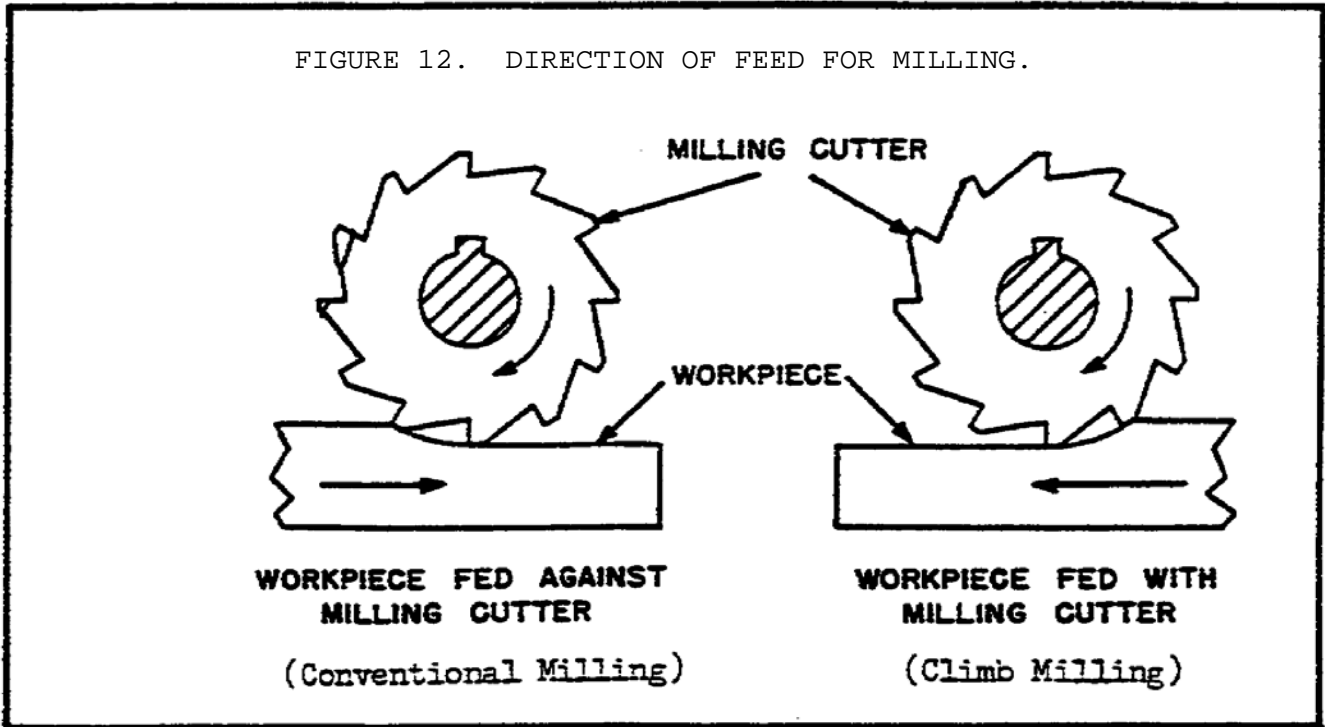 FIGURE 12. DIRECTION OF FEED FOR MILLING.
MILLING CUTTER
WORKPIECE
WORKPIECE FED AGAINST
MILLING CUTTER
(Conventional Milling)
WORKPIECE FED WITH
MILLING CUTTER
(Climb Milling)